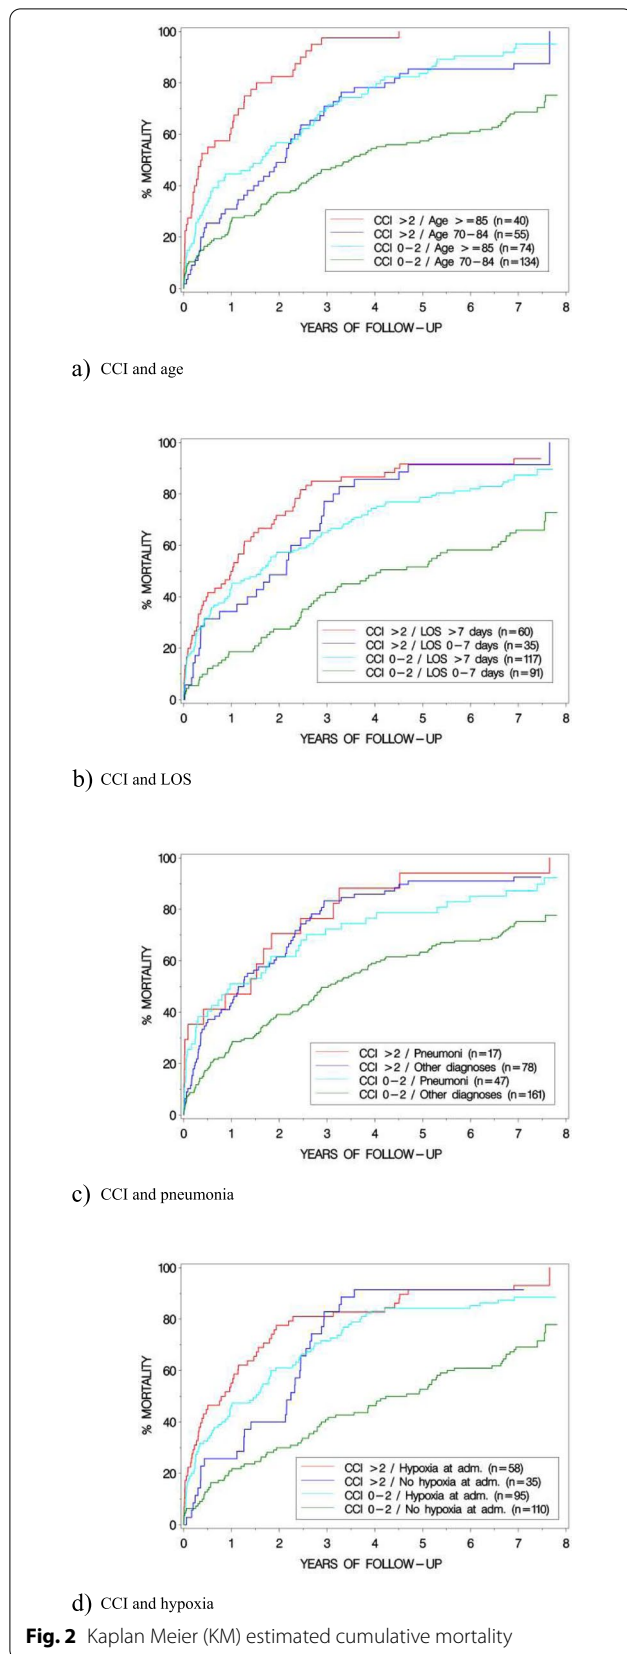 100
80
60
40
20
0
% MORTALITY
CCI >2 / Age >=85 (n=40)
CCI >2 / Age 70-84 (n=55)
CCI 0-2 / Age >=85 (n=74)
CCI 0-2 / Age 70-84 (n=134)
0 1 2 3 4 5 6 7 8
YEARS OF FOLLOW-UP
a) CCI and age
100
80
60
40
20
0
% MORTALITY
CCI >2 / LOS >7 days (n=60)
CCI >2 / LOS 0-7 days (n=35)
CCI 0-2 / LOS >7 days (n=117)
CCI 0-2 / LOS 0-7 days (n=91)
0 1 2 3 4 5 6 7 8
YEARS OF FOLLOW-UP
b) CCI and LOS
100
80
60
40
20
0
% MORTALITY
CCI >2 / Pneumoni (n=17)
CCI >2 / Other diagnoses (n=78)
CCI 0-2 / Pneumoni (n=47)
CCI 0-2 / Other diagnoses (n=161)
0 1 2 3 4 5 6 7 8
YEARS OF FOLLOW-UP
c) CCI and pneumonia
100
80
60
40
20
0
% MORTALITY
CCI >2 / Hypoxia at adm. (n=58)
CCI >2 / No hypoxia at adm. (n=35)
CCI 0-2 / Hypoxia at adm. (n=95)
CCI 0-2 / No hypoxia at adm. (n=110)
0 1 2 3 4 5 6 7 8
YEARS OF FOLLOW-UP
d) CCI and hypoxia
Fig. 2 Kaplan Meier (KM) estimated cumulative mortality